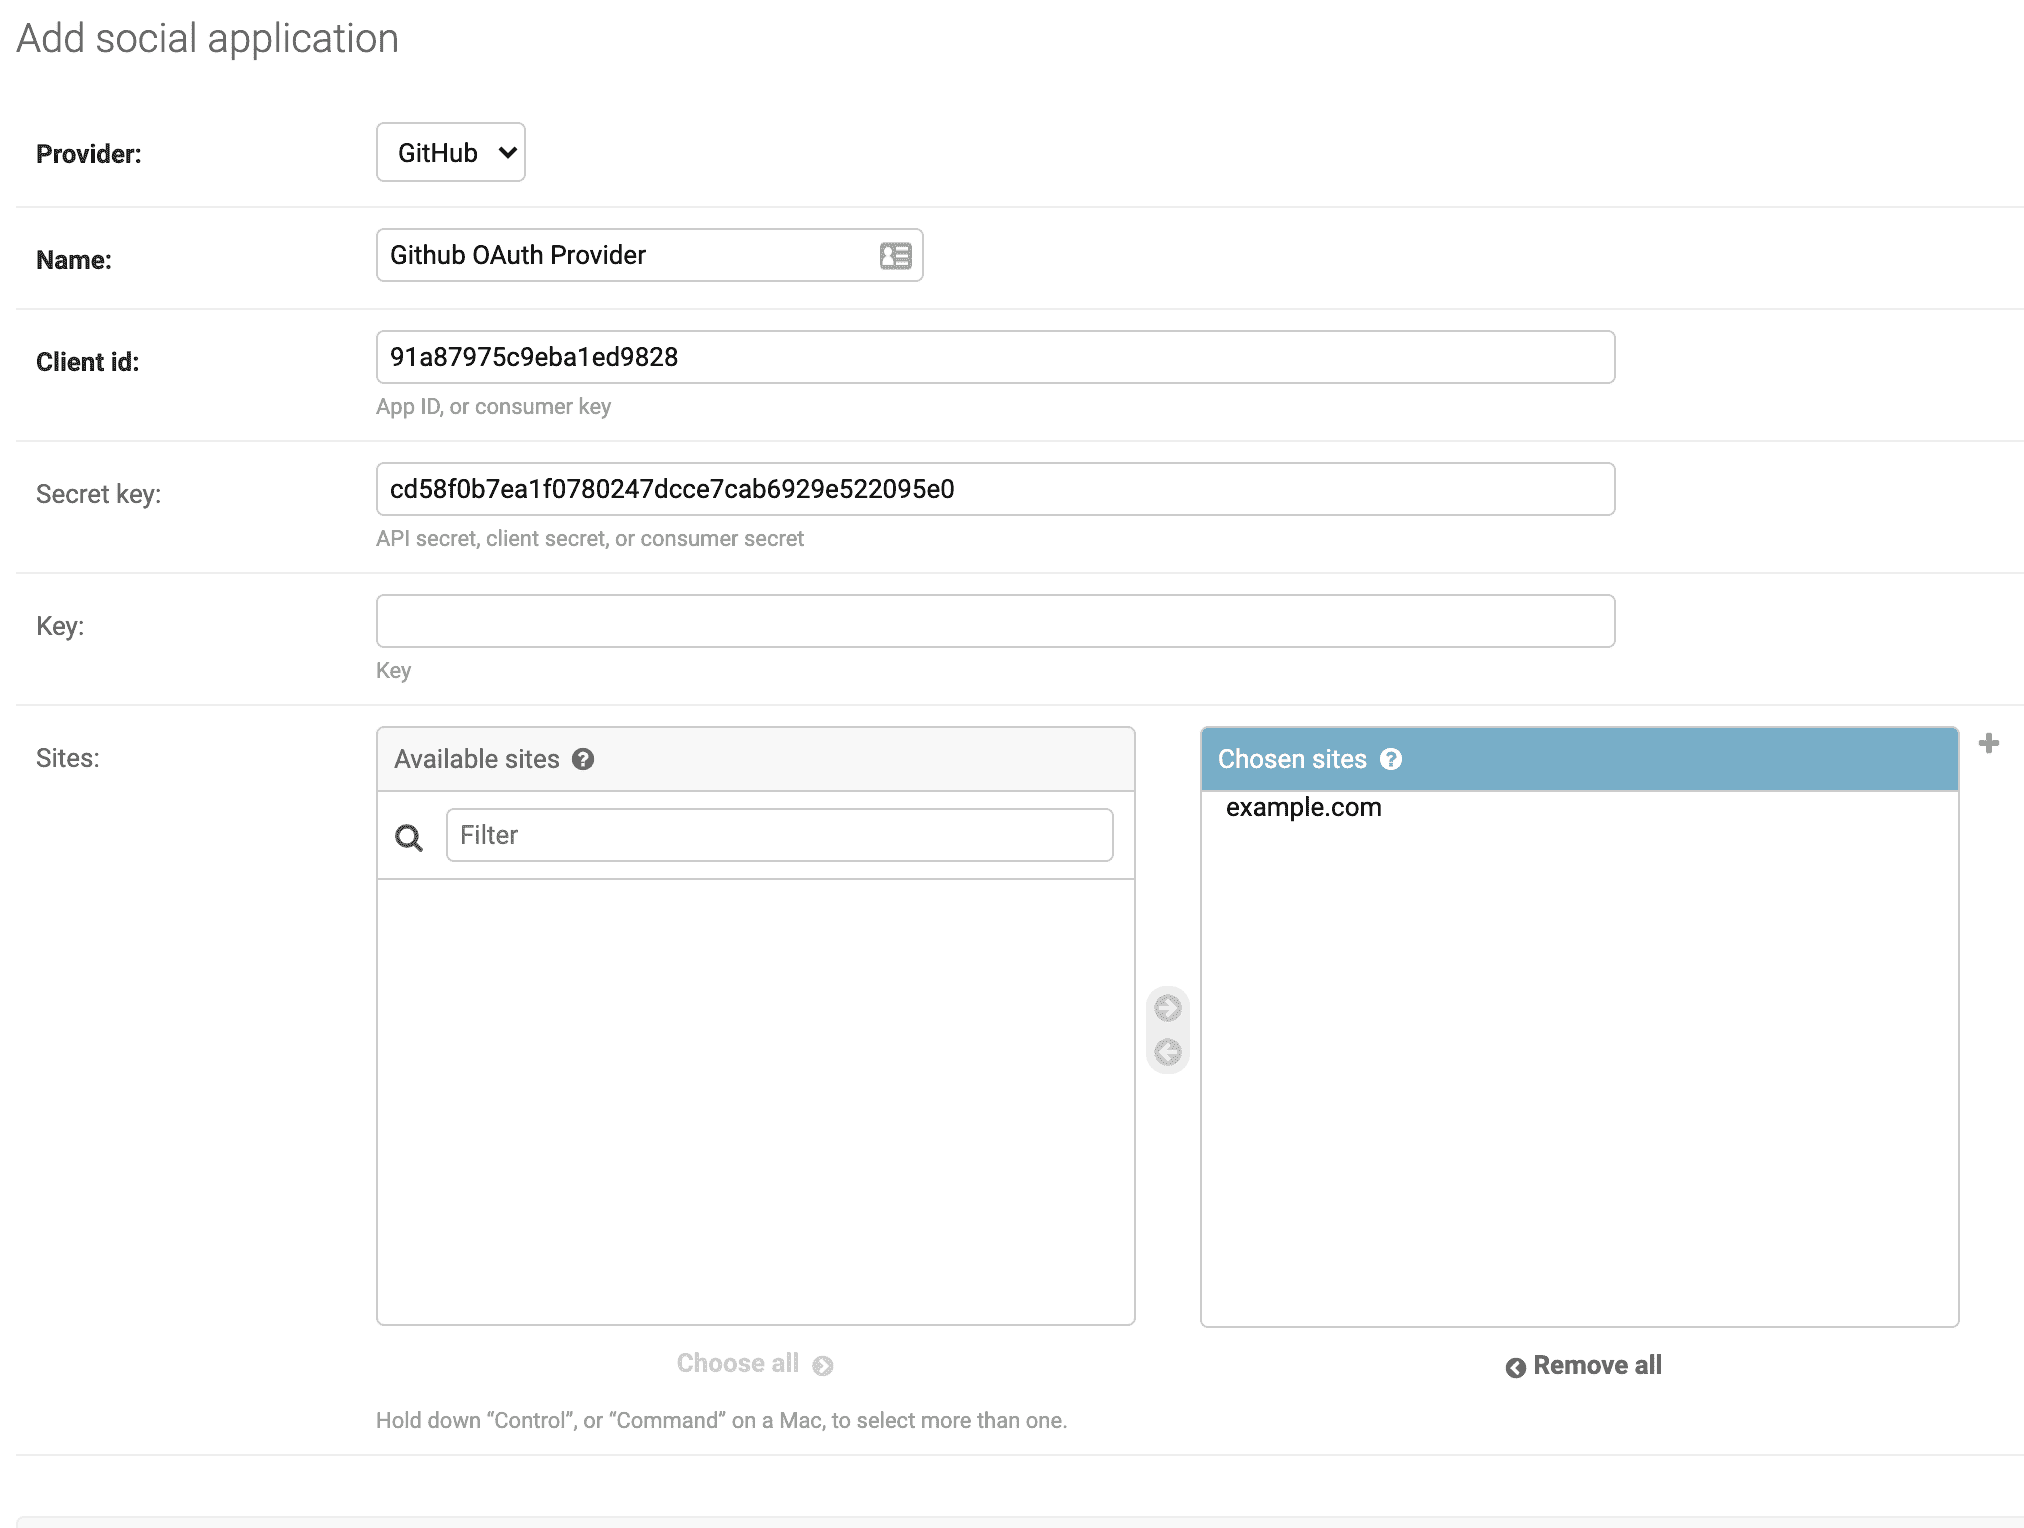 Add social application
Provider:
GitHub
Name:
Github OAuth Provider
Client id:
91a87975c9eba1ed9828
App ID, or consumer key
Secret key:
cd58f0b7ea1f0780247dcce7cab6929e522095e0
API secret, client secret, or consumer secret
Key:
Key
Sites:
Available sites ?
Filter
Choose all
Hold down “Control”, or “Command” on a Mac, to select more than one.
Chosen sites ?
example.com
Remove all